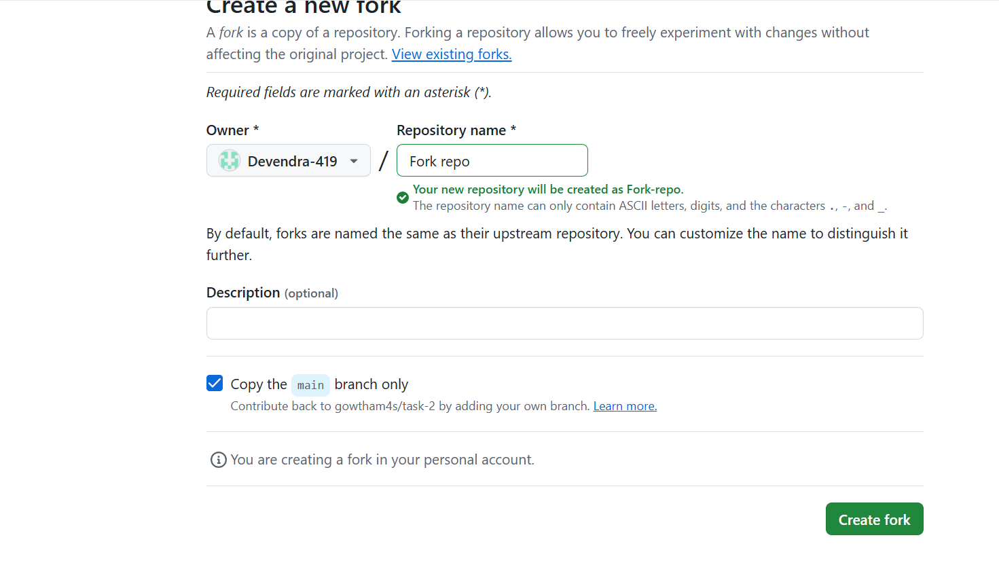 Create a new fork
A fork is a copy of a repository. Forking a repository allows you to freely experiment with changes without
affecting the original project. View existing forks.
Required fields are marked with an asterisk (*).
Owner *
Repository name *
Devendra-419
/
Fork repo
Your new repository will be created as Fork-repo.
The repository name can only contain ASCII letters, digits, and the characters ., -, and _.
By default, forks are named the same as their upstream repository. You can customize the name to distinguish it
further.
Description (optional)
Copy the main branch only
Contribute back to gowtham4s/task-2 by adding your own branch. Learn more.
You are creating a fork in your personal account.
Create fork